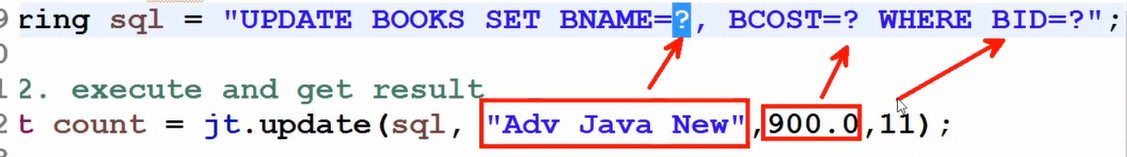 ring sql = "UPDATE BOOKS SET BNAME=?, BCOST=? WHERE BID=?";
2. execute and get result
t count = jt.update(sql, "Adv Java New",900.0,11);